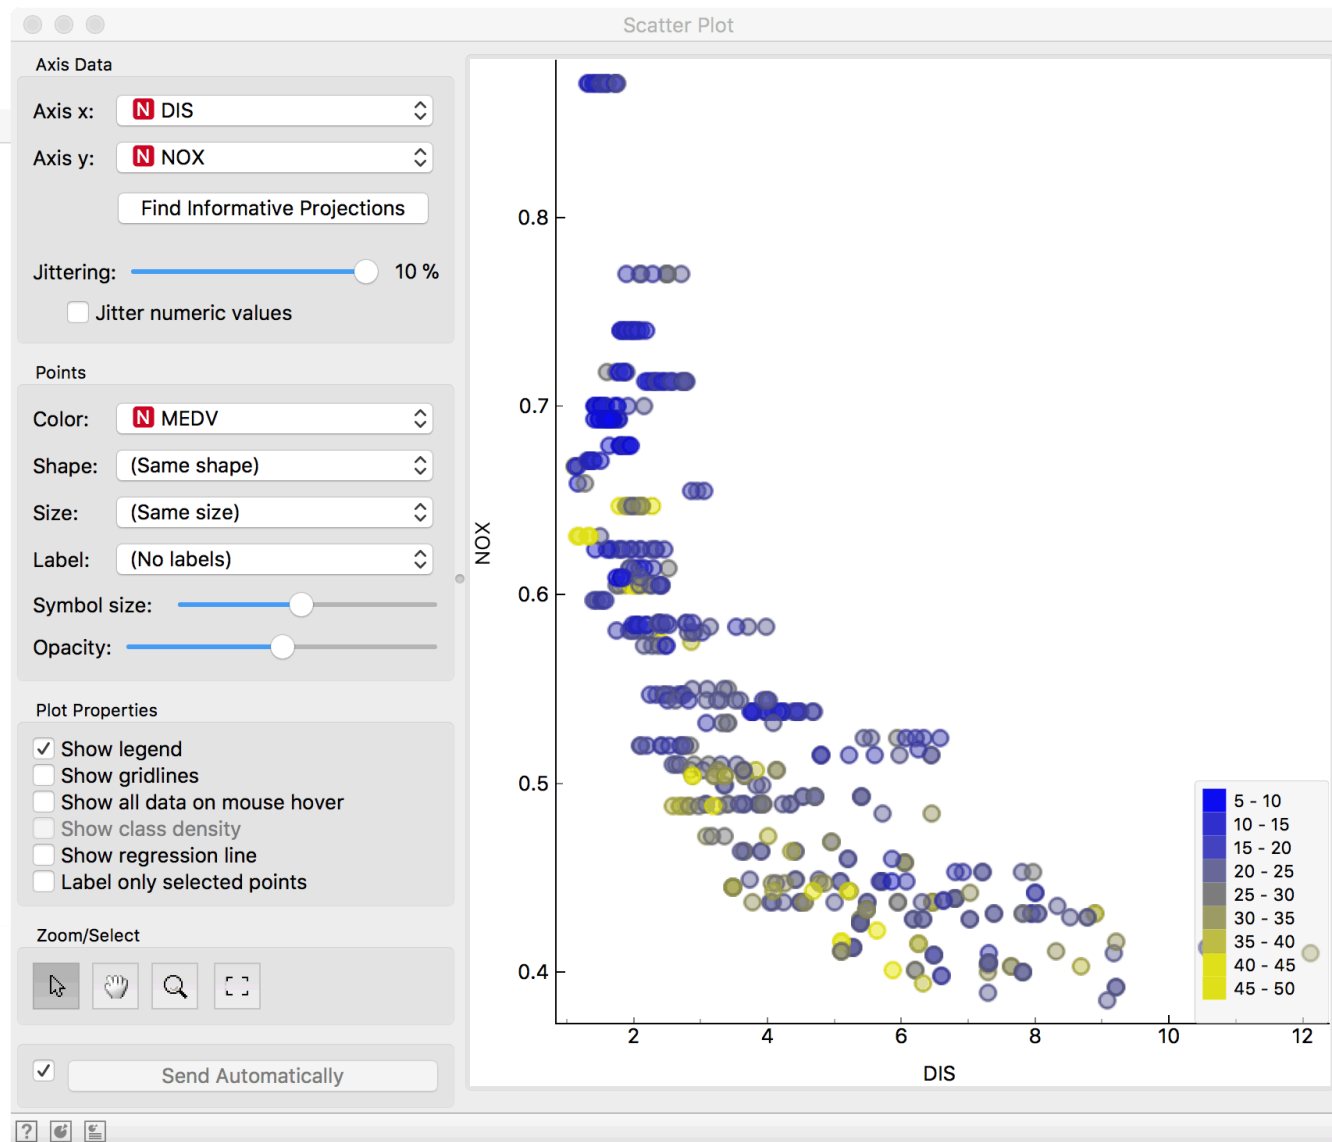 Scatter Plot
Axis Data
Axis x: N DIS
Axis y: N NOX
Find Informative Projections
Jittering: 10 %
Jitter numeric values
Points
Color: N MEDV
Shape: (Same shape)
Size: (Same size)
Label: (No labels)
Symbol size:
Opacity:
Plot Properties
Show legend
Show gridlines
Show all data on mouse hover
Show class density
Show regression line
Label only selected points
Zoom/Select
Send Automatically
?
NOX
0.8
0.7
0.6
0.5
0.4
2 4 6 8 10 12
DIS
5 - 10
10 - 15
15 - 20
20 - 25
25 - 30
30 - 35
35 - 40
40 - 45
45 - 50